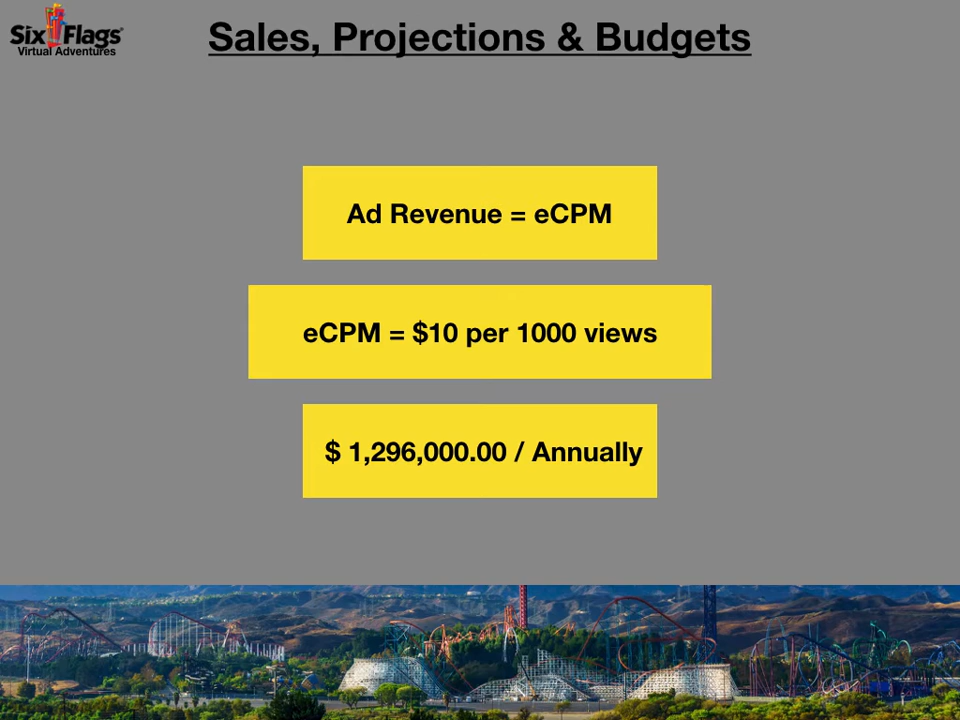 Six Flags
Virtual Adventures
Sales, Projections & Budgets
Ad Revenue = eCPM
eCPM = $10 per 1000 views
$ 1,296,000.00 / Annually